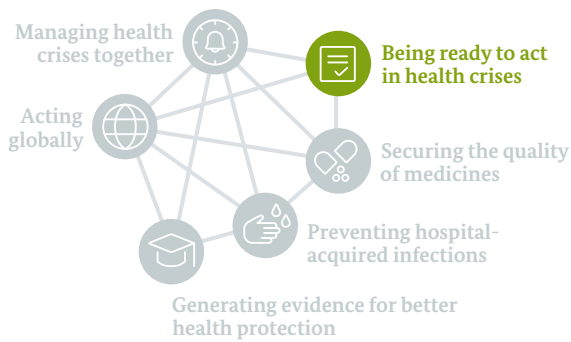 Managing health
crises together
Being ready to act
in health crises
Acting
globally
Securing the quality
of medicines
Preventing hospital-
acquired infections
Generating evidence for better
health protection